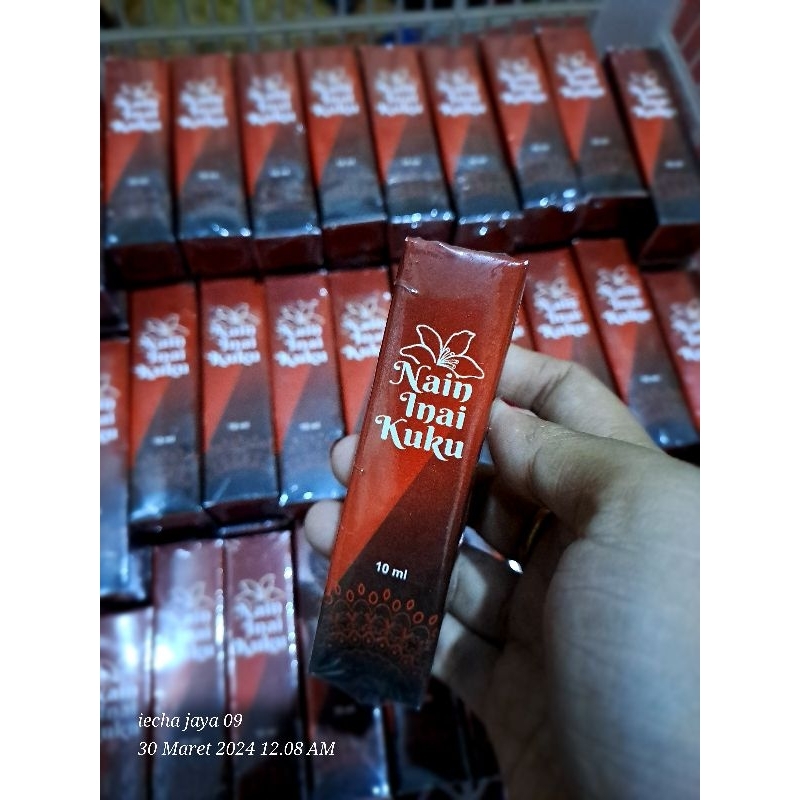 Nain
Inai
Kuku
10 ml
iecha jaya 09
30 Maret 2024 12.08 AM